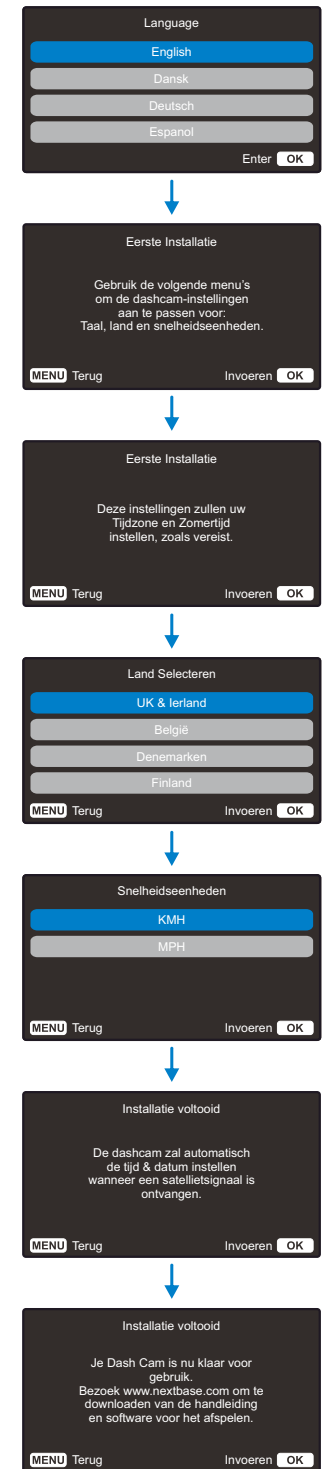 Language
English
Dansk
Deutsch
Espanol
Enter OK
Eerste Installatie
Gebruik de volgende menu's
om de dashcam-instellingen
aan te passen voor:
Taal, land en snelheidseenheden.
MENU Terug Invoeren OK
Eerste Installatie
Deze instellingen zullen uw
Tijdzone en Zomertijd
instellen, zoals vereist.
MENU Terug Invoeren OK
Land Selecteren
UK & Ierland
België
Denemarken
Finland
MENU Terug Invoeren OK
Snelheidseenheden
KMH
MPH
MENU Terug Invoeren OK
Installatie voltooid
De dashcam zal automatisch
de tijd & datum instellen
wanneer een satellietsignaal is
ontvangen.
MENU Terug Invoeren OK
Installatie voltooid
Je Dash Cam is nu klaar voor
gebruik.
Bezoek www.nextbase.com om te
downloaden van de handleiding
en software voor het afspelen.
MENU Terug Invoeren OK